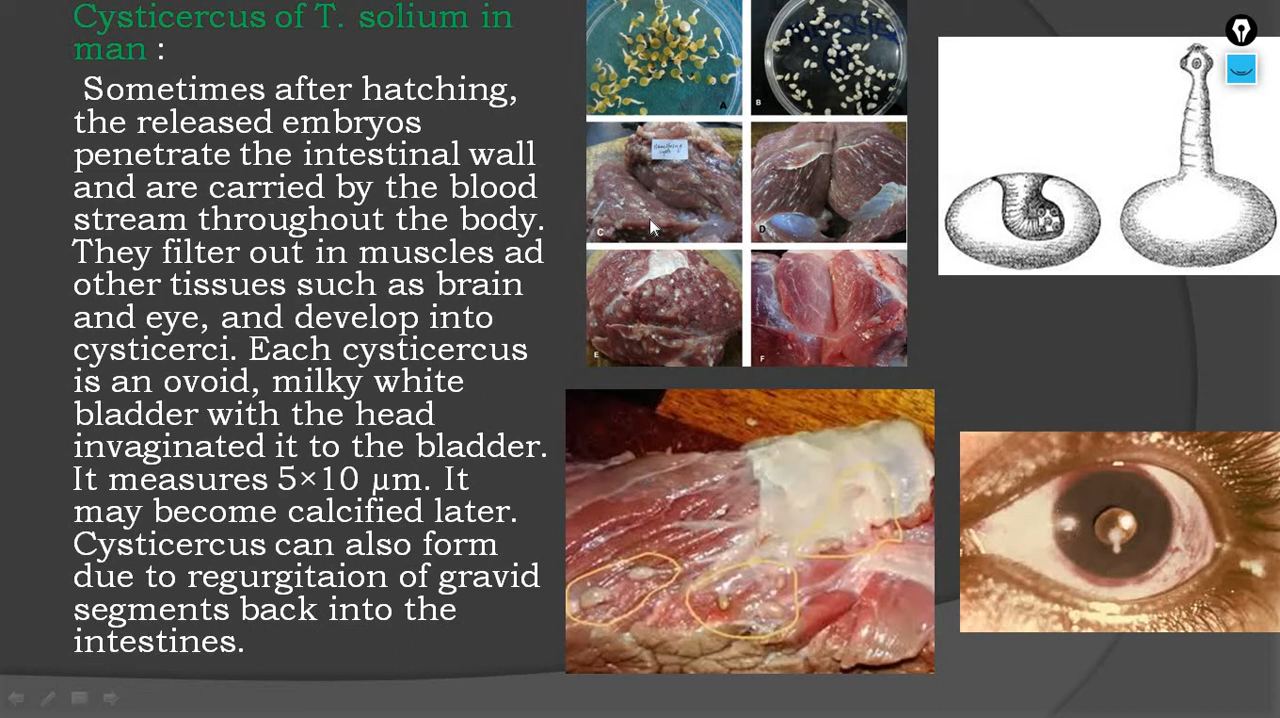 Cysticercus of T. solium in
man :
Sometimes after hatching,
the released embryos
penetrate the intestinal wall
and are carried by the blood
stream throughout the body.
They filter out in muscles ad
other tissues such as brain
and eye, and develop into
cysticerci. Each cysticercus
is an ovoid, milky white
bladder with the head
invaginated it to the bladder.
It measures 5×10 µm. It
may become calcified later.
Cysticercus can also form
due to regurgitaion of gravid
segments back into the
intestines.
A
B
C
D
E
F